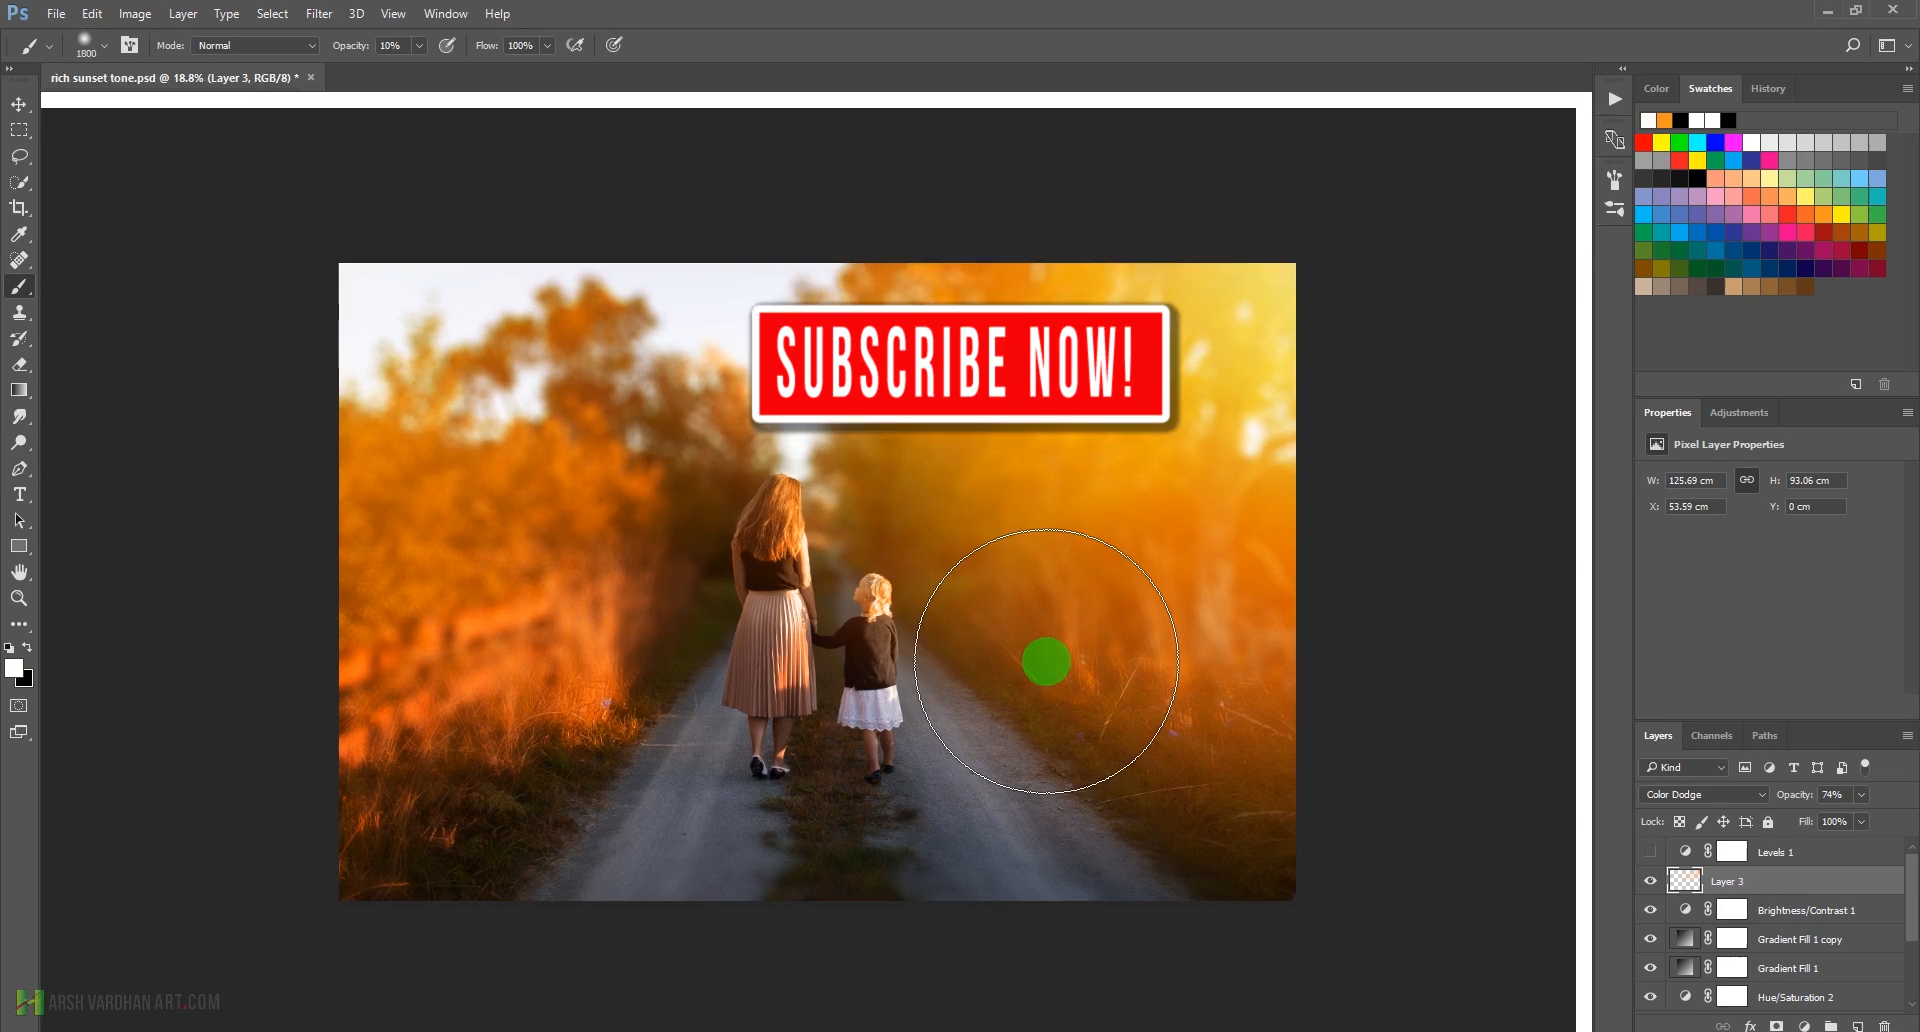 Ps File Edit Image Layer Type Select Filter 3D View Window Help
1800 Mode: Normal Opacity: 10% Flow: 100%
rich sunset tone.psd @ 18.8% (Layer 3, RGB/8) * ×
Color Swatches History
SUBSCRIBE NOW!
Properties Adjustments
Pixel Layer Properties
W: 125.69 cm H: 93.06 cm
X: 53.59 cm Y: 0 cm
T
Layers Channels Paths
Kind T
Color Dodge Opacity: 74%
Lock: Fill: 100%
Levels 1
Layer 3
Brightness/Contrast 1
Gradient Fill 1 copy
Gradient Fill 1
Hue/Saturation 2
H ARSH VARDHAN ART.COM
fx